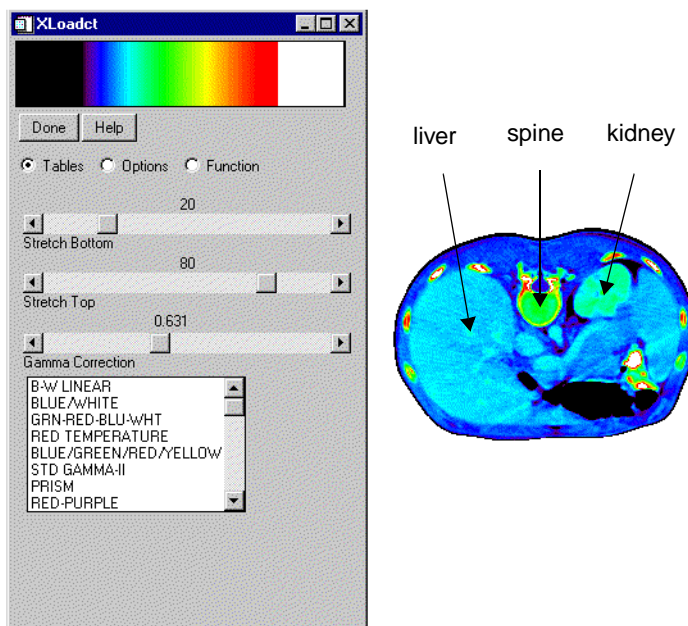 XLoadct
Done Help
Tables Options Function
20
Stretch Bottom
80
Stretch Top
0.631
Gamma Correction
B-W LINEAR
BLUE/WHITE
GRN-RED-BLU-WHT
RED TEMPERATURE
BLUE/GREEN/RED/YELLOW
STD GAMMA-II
PRISM
RED-PURPLE
liver spine kidney